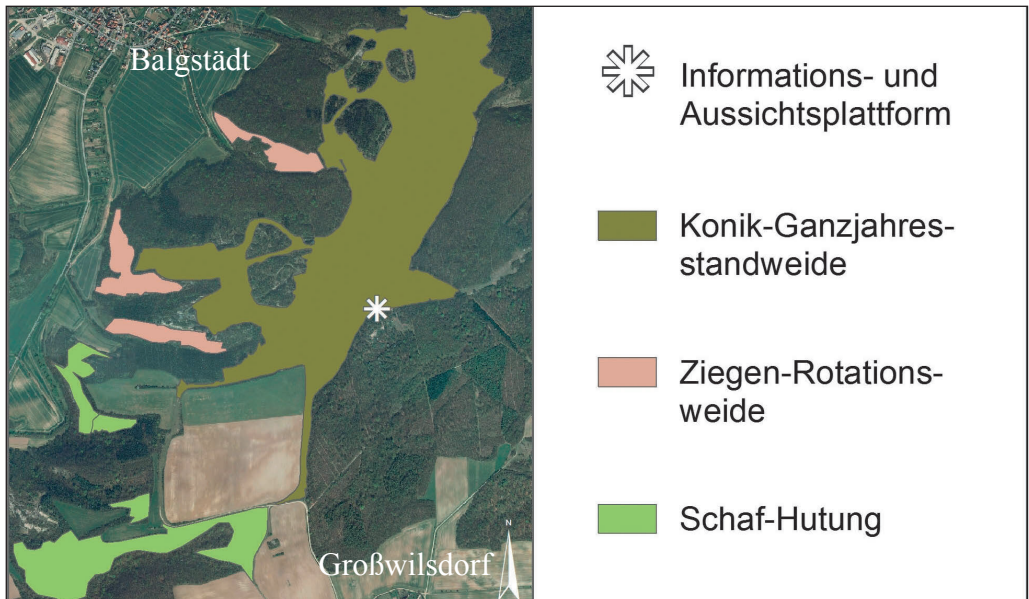 Balgstädt
Großwilsdorf
N
Informations- und
Aussichtsplattform
Konik-Ganzjahres-
standweide
Ziegen-Rotations-
weide
Schaf-Hutung